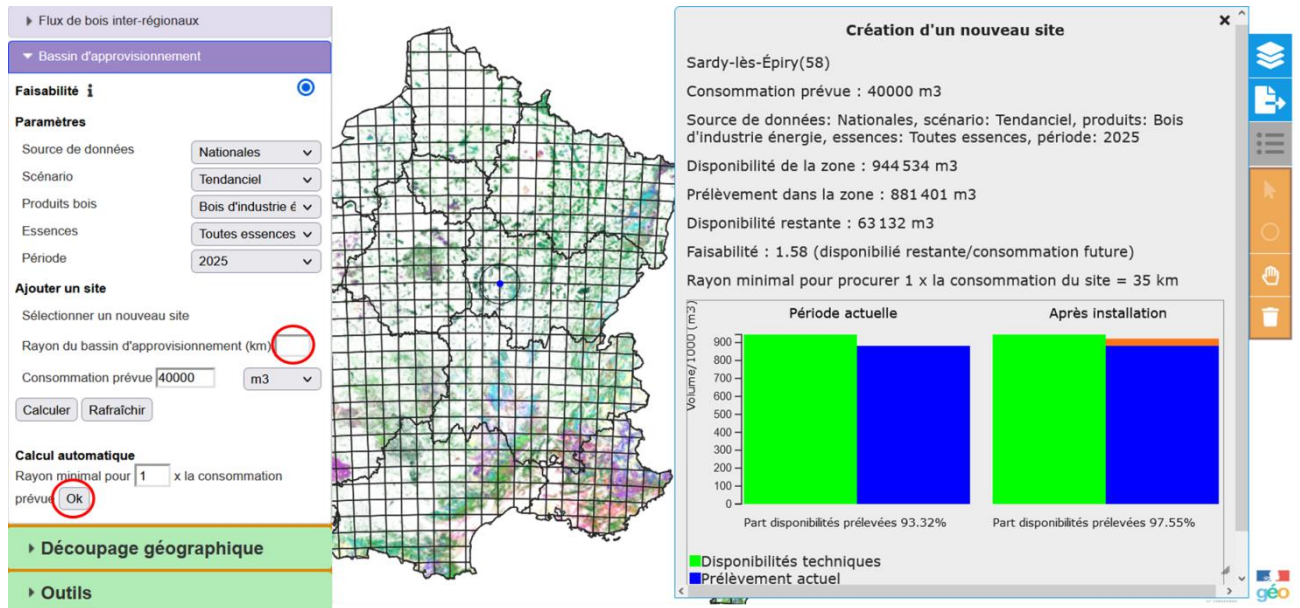 Flux de bois inter-régionaux
Bassin d'approvisionnement
Faisabilité i
Paramètres
Source de données Nationales
Scénario Tendanciel
Produits bois Bois d'industrie é
Essences Toutes essences
Période 2025
Ajouter un site
Sélectionner un nouveau site
Rayon du bassin d'approvisionnement (km)
Consommation prévue 40000 m3
Calculer Rafraîchir
Calcul automatique
Rayon minimal pour 1 x la consommation
prévue Ok
Découpage géographique
Outils
Création d'un nouveau site
Sardy-lès-Épiry(58)
Consommation prévue : 40000 m3
Source de données: Nationales, scénario: Tendanciel, produits: Bois
d'industrie énergie, essences: Toutes essences, période: 2025
Disponibilité de la zone : 944 534 m3
Prélèvement dans la zone : 881 401 m3
Disponibilité restante : 63 132 m3
Faisabilité : 1.58 (disponibilié restante/consommation future)
Rayon minimal pour procurer 1 x la consommation du site = 35 km
Période actuelle
Après installation
Volume/1000 (m3)
900
800
700
600
500
400
300
200
100
0
Part disponibilités prélevées 93.32%
Part disponibilités prélevées 97.55%
Disponibilités techniques
Prélèvement actuel
géo